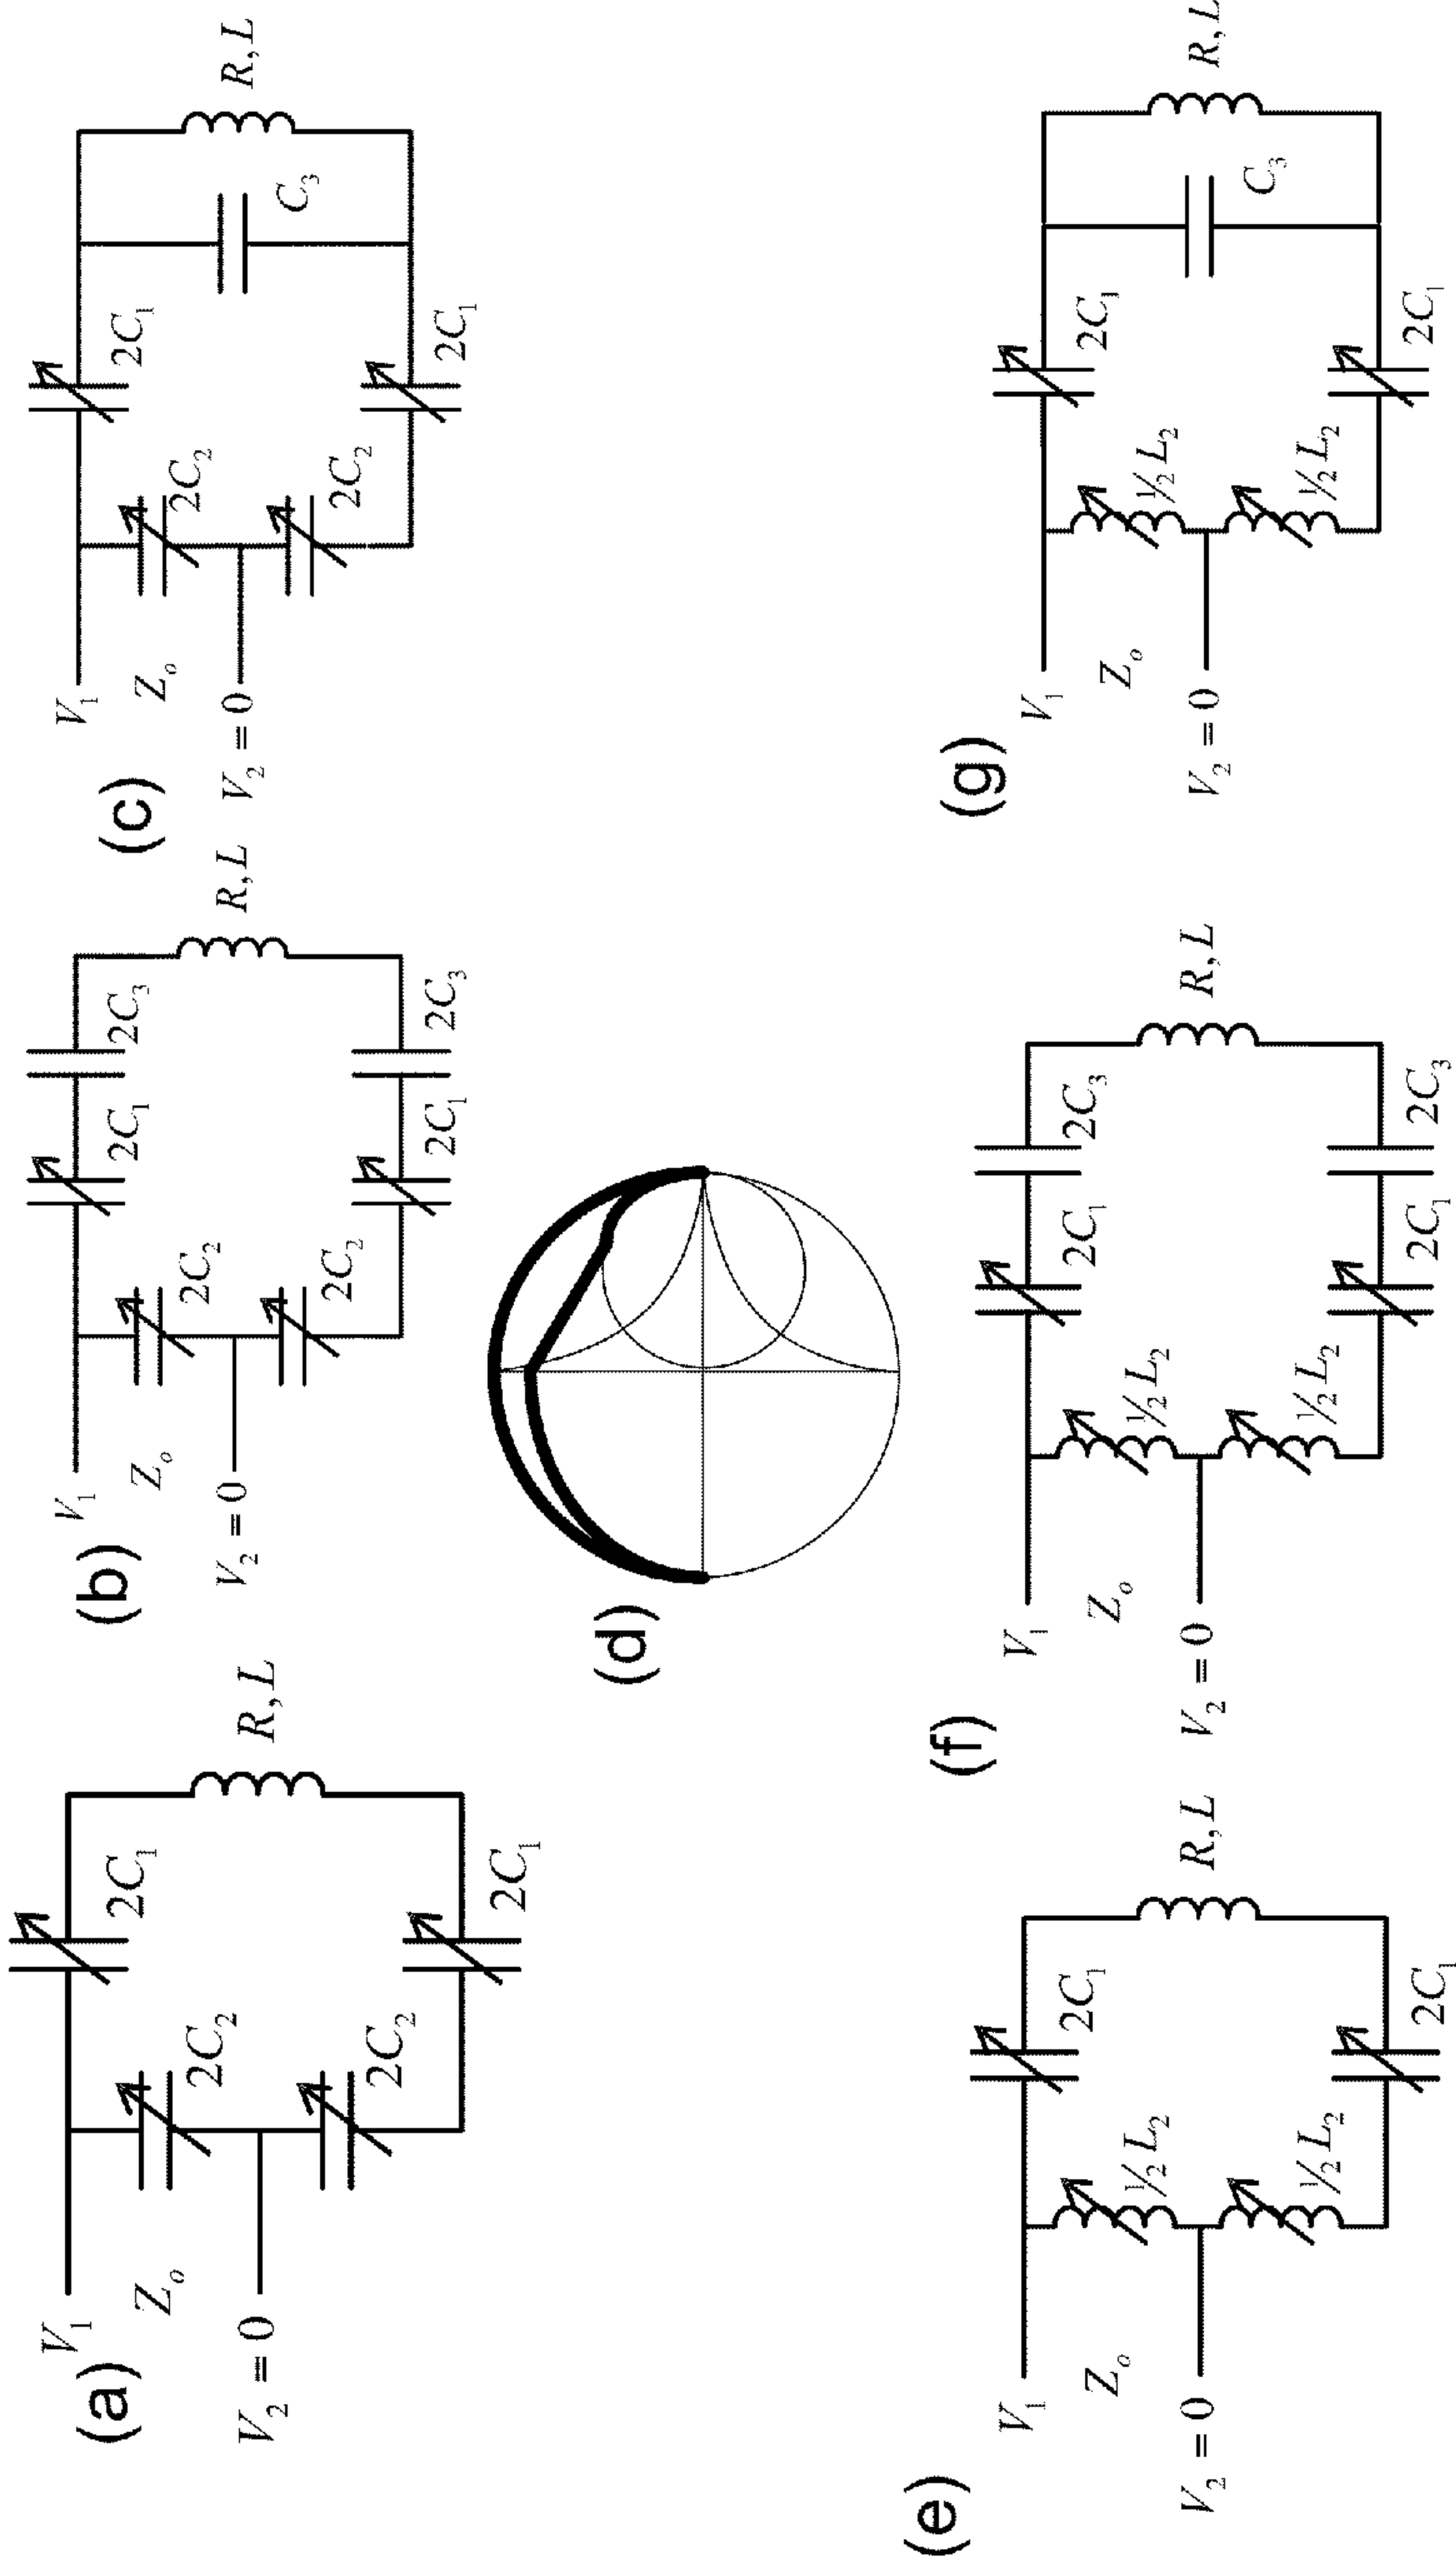 (a)
V₁
Zₒ
V₂ = 0
2C₂
2C₂
2C₁
2C₁
R, L
(b)
V₁
Zₒ
V₂ = 0
2C₂
2C₂
2C₁
2C₃
2C₁
2C₃
R, L
(c)
V₁
Zₒ
V₂ = 0
2C₂
2C₂
2C₁
2C₁
C₃
R, L
(d)
(e)
V₁
Zₒ
V₂ = 0
½ L₂
½ L₂
2C₁
2C₁
R, L
(f)
V₁
Zₒ
V₂ = 0
½ L₂
½ L₂
2C₁
2C₃
2C₁
2C₃
R, L
(g)
V₁
Zₒ
V₂ = 0
½ L₂
½ L₂
2C₁
2C₁
C₃
R, L